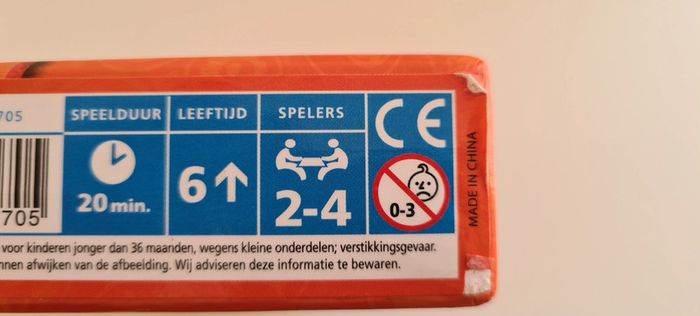 705
SPEELDUUR
LEEFTIJD
SPELERS
CE
20 min.
6↑
2-4
0-3
MADE IN CHINA
705
voor kinderen jonger dan 36 maanden, wegens kleine onderdelen; verstikkingsgevaar.
afwijken van de afbeelding. Wij adviseren deze informatie te bewaren.